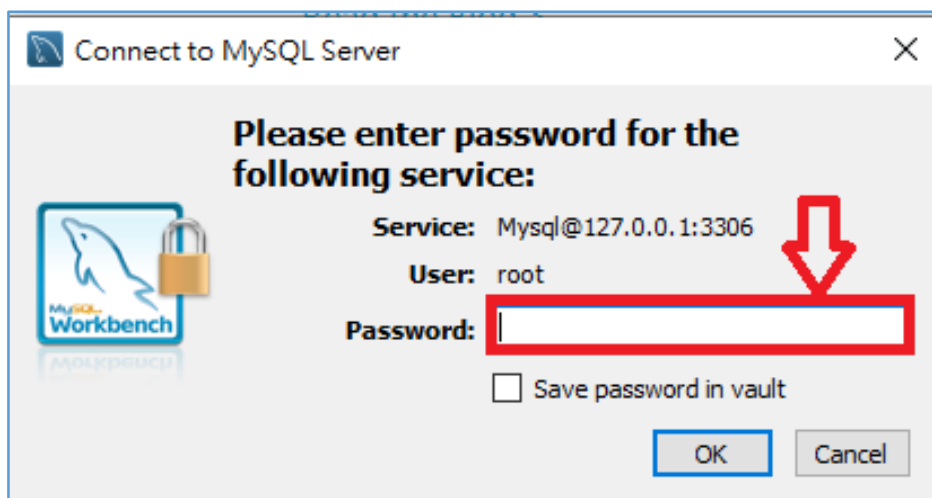 Connect to MySQL Server
Please enter password for the
following service:
Service: Mysql@127.0.0.1:3306
User: root
MySQL
Workbench
Password:
Save password in vault
OK Cancel